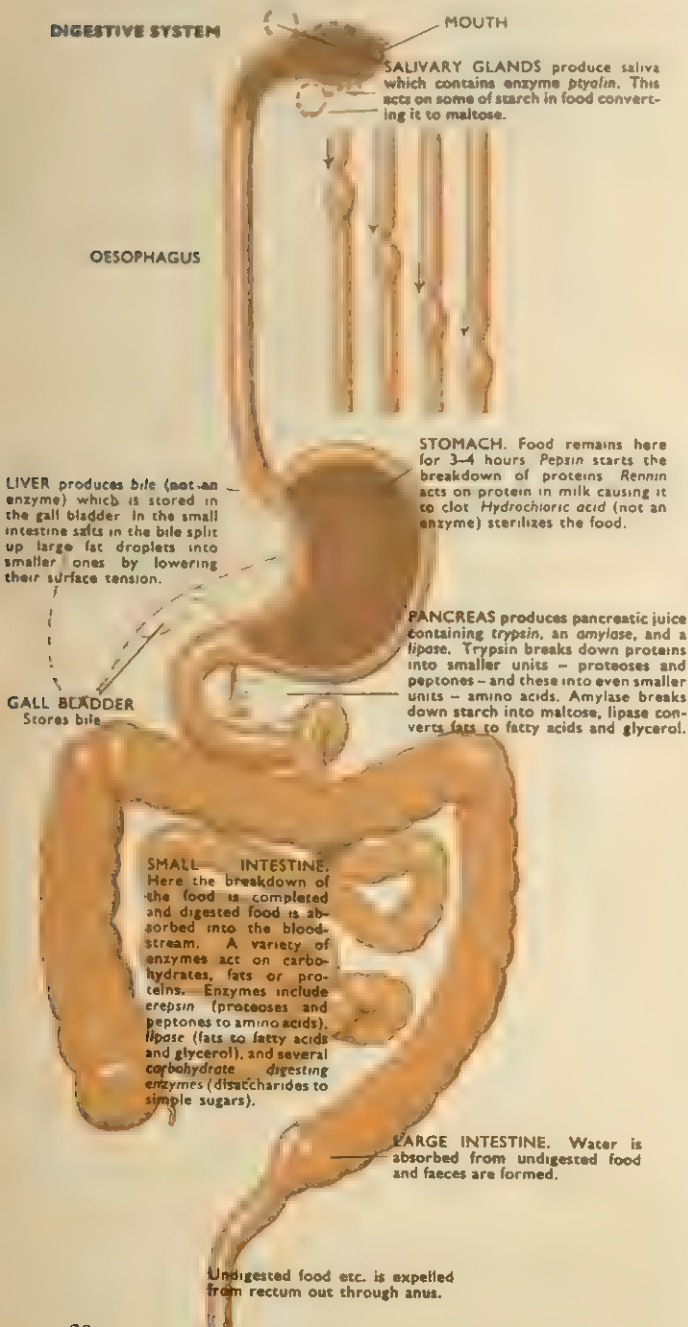 DIGESTIVE SYSTEM
MOUTH
SALIVARY GLANDS produce saliva
which contains enzyme ptyalin. This
acts on some of starch in food convert-
ing it to maltose.
OESOPHAGUS
STOMACH. Food remains here
for 3–4 hours Pepsin starts the
breakdown of proteins Rennin
acts on protein in milk causing it
to clot Hydrochloric acid (not an
enzyme) sterilizes the food.
LIVER produces bile (not an
enzyme) which is stored in
the gall bladder In the small
intestine salts in the bile split
up large fat droplets into
smaller ones by lowering
their surface tension.
PANCREAS produces pancreatic juice
containing trypsin, an amylase, and a
lipase. Trypsin breaks down proteins
into smaller units – proteoses and
peptones – and these into even smaller
units – amino acids. Amylase breaks
down starch into maltose, lipase con-
verts fats to fatty acids and glycerol.
GALL BLADDER
Stores bile
SMALL INTESTINE.
Here the breakdown of
the food is completed
and digested food is ab-
sorbed into the blood-
stream. A variety of
enzymes act on carbo-
hydrates, fats or pro-
teins. Enzymes include
erepsin (proteoses and
peptones to amino acids),
lipase (fats to fatty acids
and glycerol), and several
carbohydrate digesting
enzymes (disaccharides to
simple sugars).
LARGE INTESTINE. Water is
absorbed from undigested food
and faeces are formed.
Undigested food etc. is expelled
from rectum out through anus.